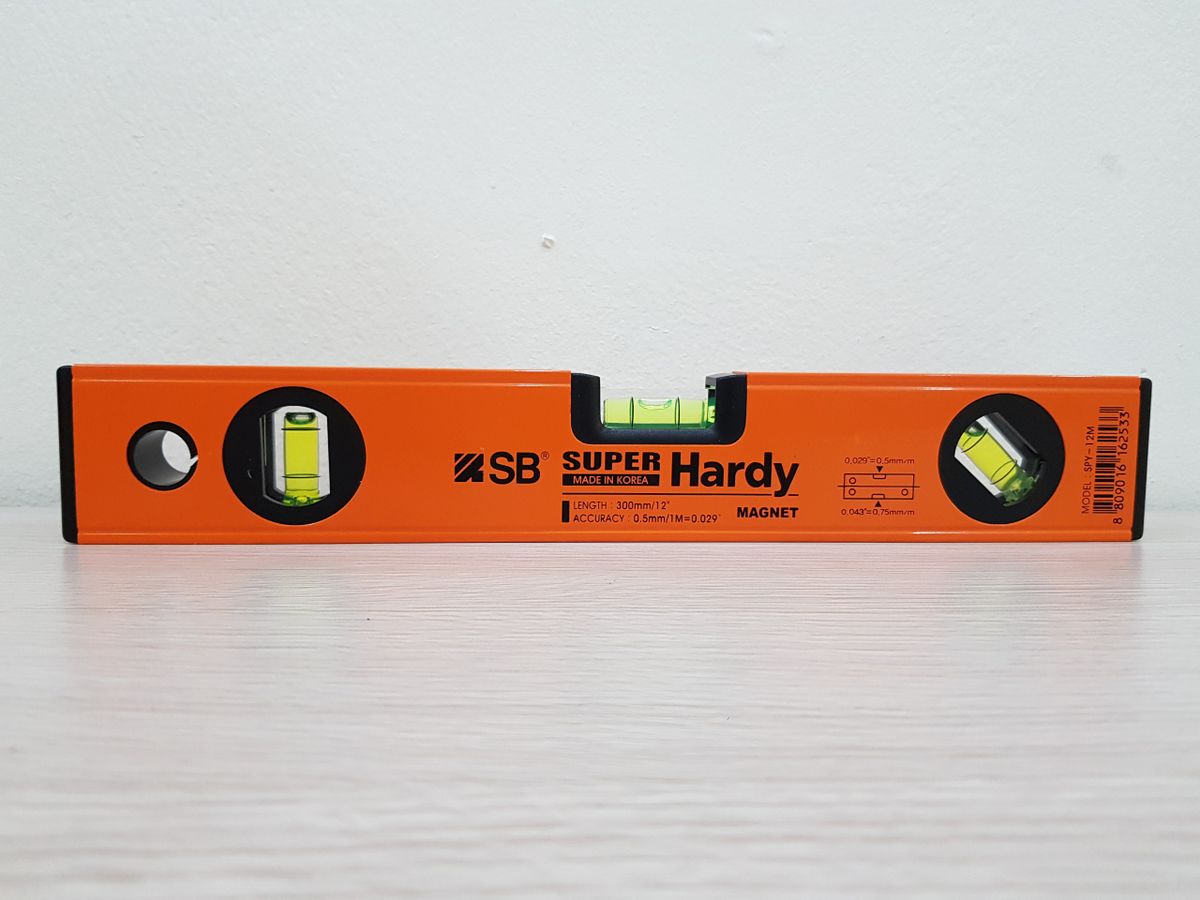 SB®
SUPER
MADE IN KOREA
Hardy
LENGTH : 300mm/12"
ACCURACY : 0.5mm/1M=0.029"
MAGNET
0,029"=0,5mm/m
0,043"=0,75mm/m
MODEL : SPY-12M
8 809016 162533